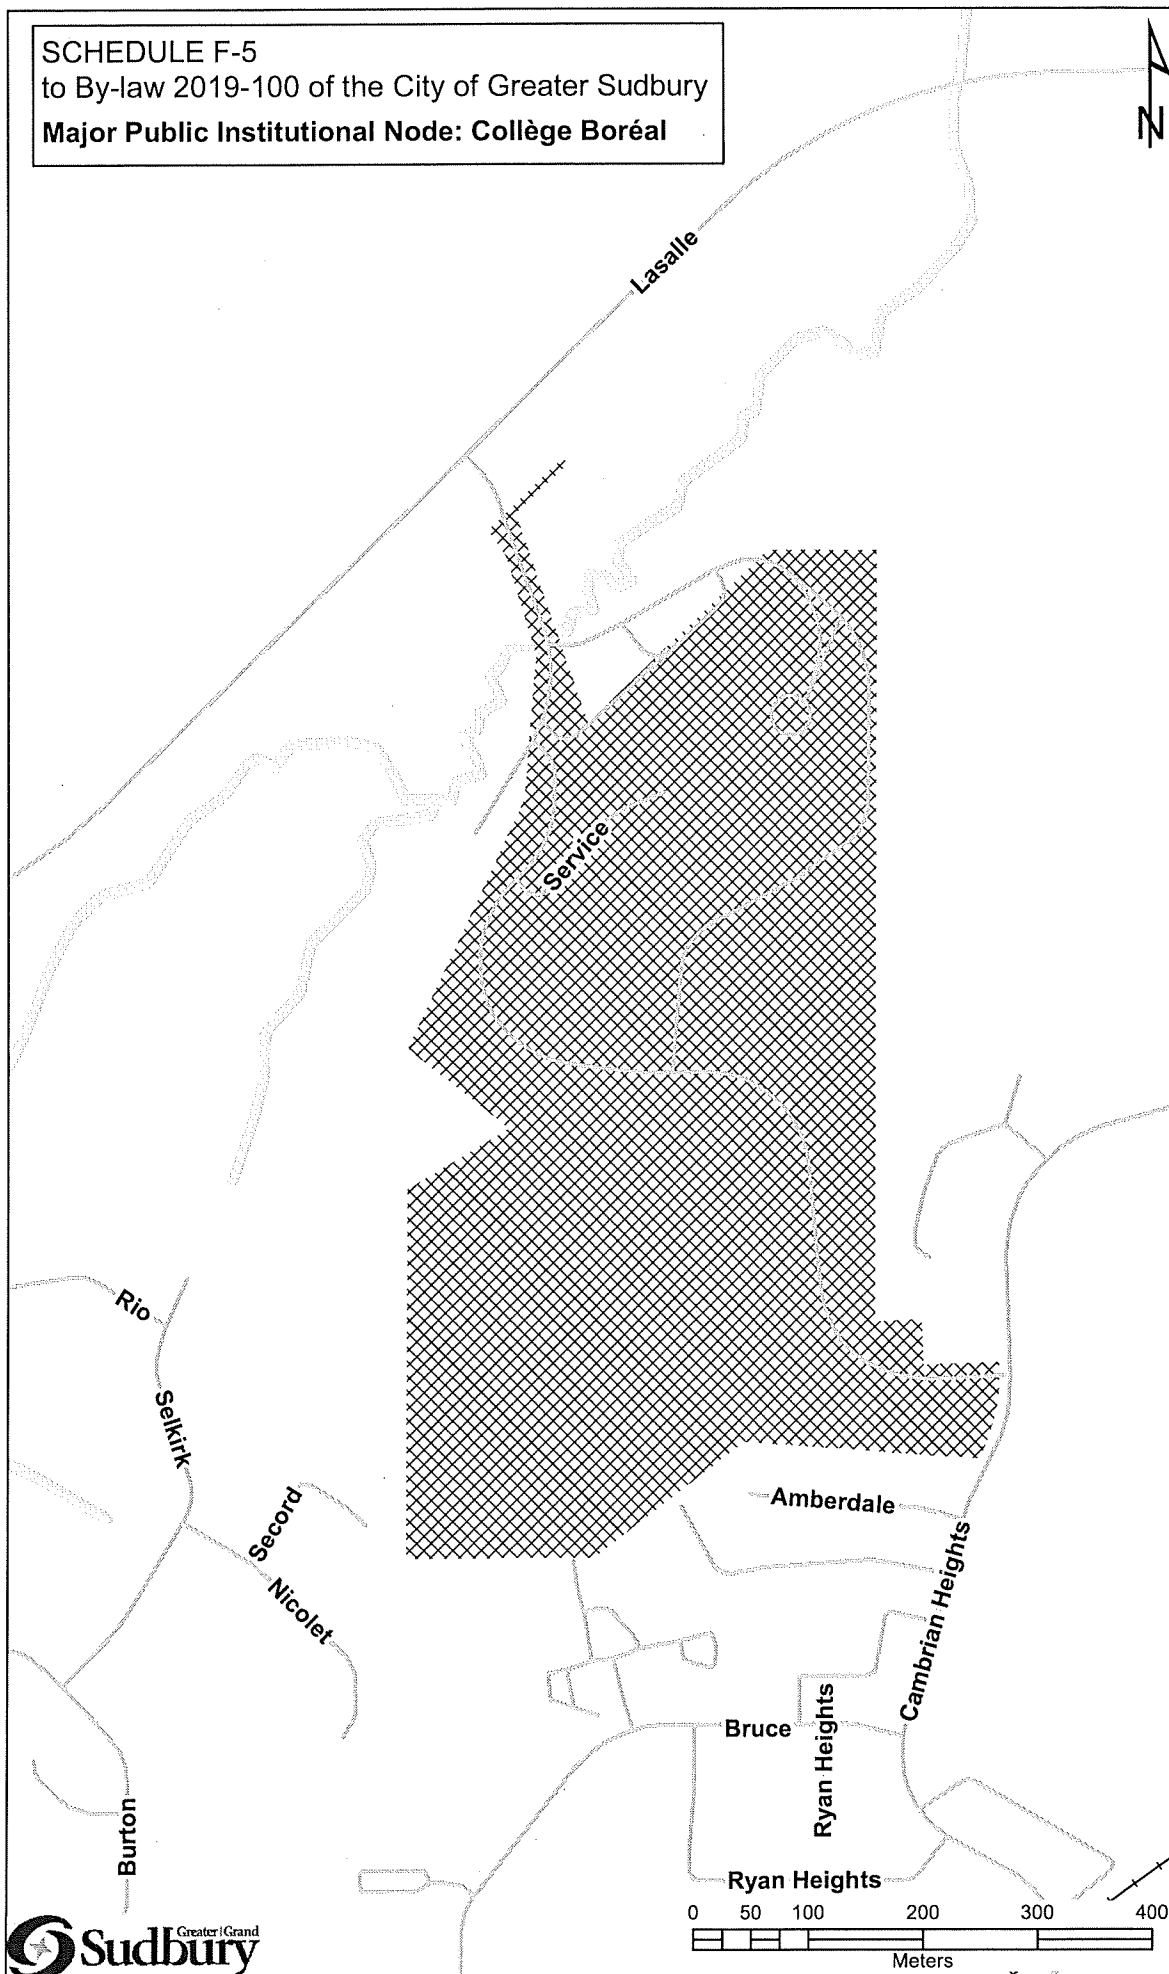 SCHEDULE F-5
to By-law 2019-100 of the City of Greater Sudbury
Major Public Institutional Node: Collège Boréal
N
Lasalle
Service
Rio
Selkirk
Secord
Nicolet
Amberdale
Cambrian Heights
Bruce
Ryan Heights
Burton
Ryan Heights
Greater|Grand
Sudbury
0 50 100 200 300 400
Meters